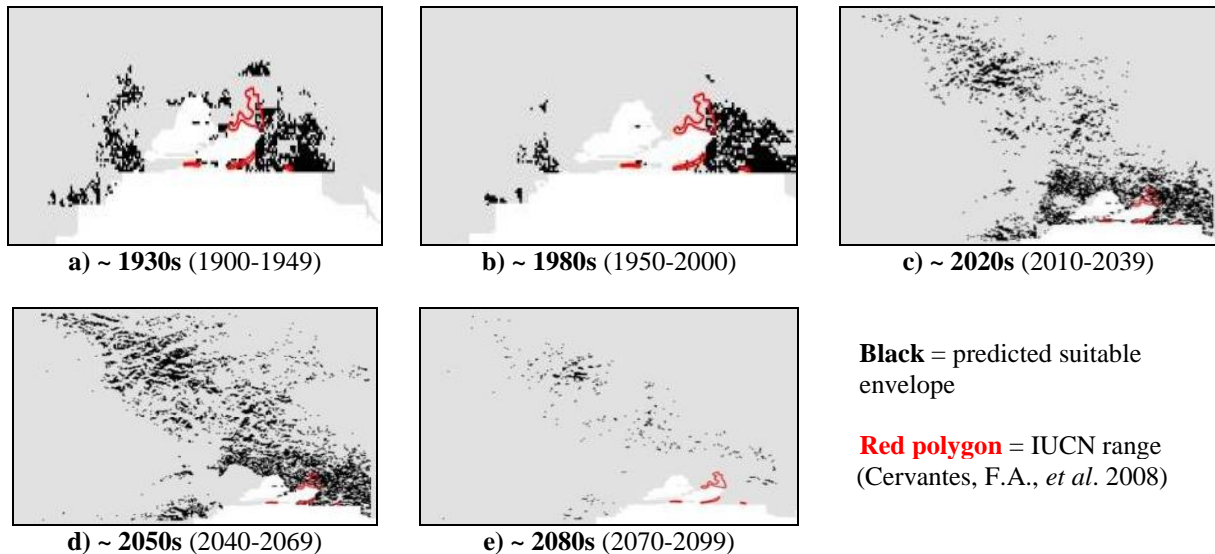 a) ~ 1930s (1900-1949)
b) ~ 1980s (1950-2000)
c) ~ 2020s (2010-2039)
d) ~ 2050s (2040-2069)
e) ~ 2080s (2070-2099)
Black = predicted suitable
envelope
Red polygon = IUCN range
(Cervantes, F.A., et al. 2008)